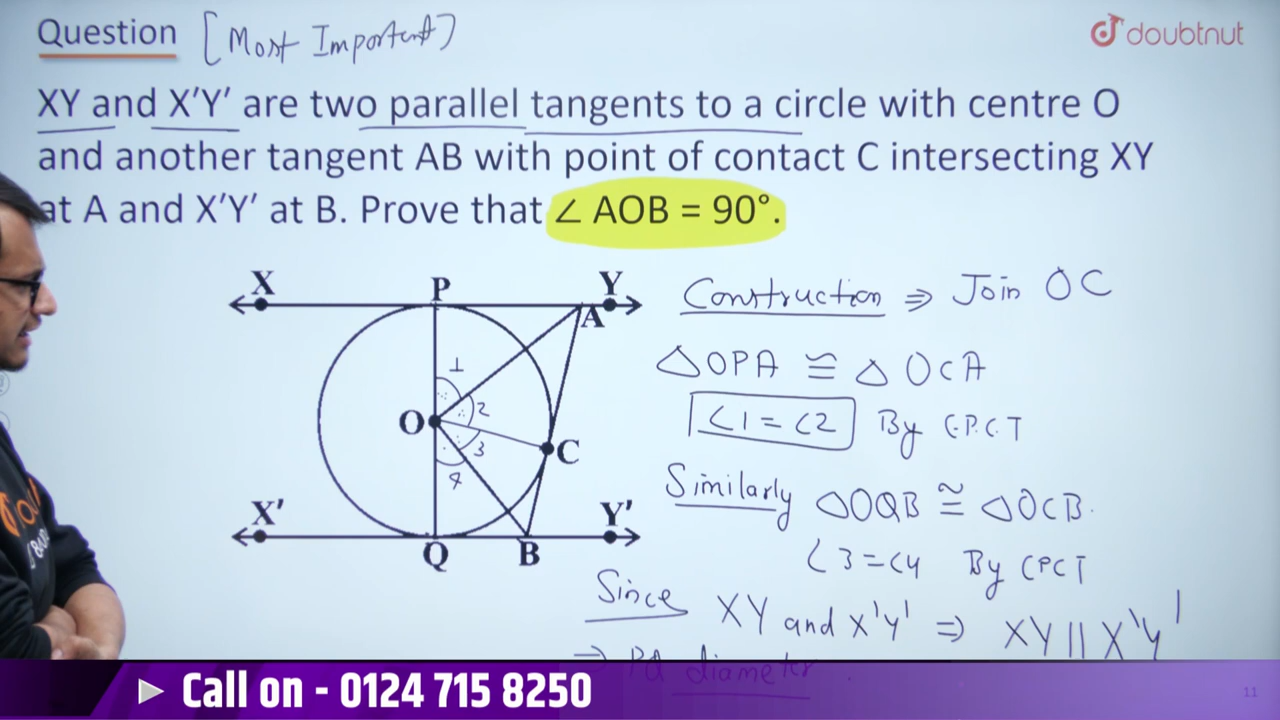 Question [Most Important]
doubtnut
XY and X'Y' are two parallel tangents to a circle with centre O
and another tangent AB with point of contact C intersecting XY
at A and X'Y' at B. Prove that ∠ AOB = 90°.
X P Y
A
1
2
O
3
C
4
X' Y'
Q B
Construction ⇒ Join OC
△OPA ≅ △OCA
∠1 = ∠2 By C.P.C.T
Similarly △OQB ≅ △OCB.
∠3 = ∠4 By CPCT
Since XY and X'Y' ⇒ XY || X'Y'
⇒ PQ diameter.
Call on - 0124 715 8250
11